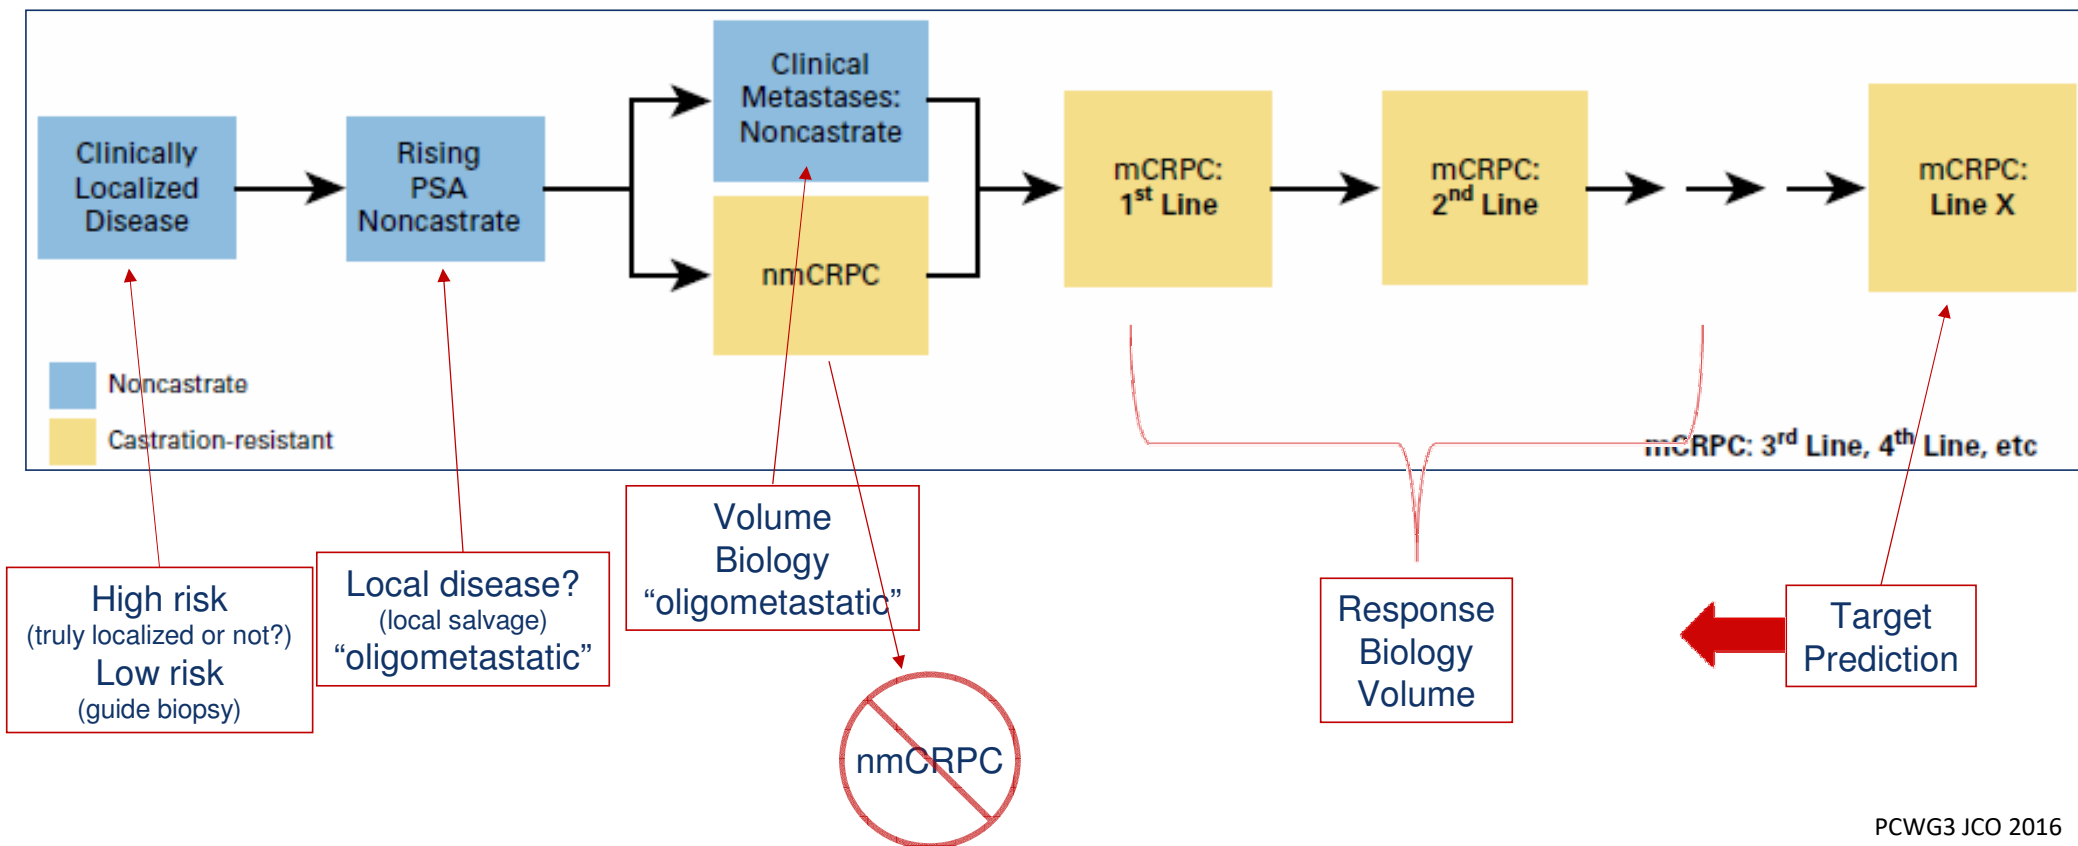 Clinically
Localized
Disease
Rising
PSA
Noncastrate
Clinical
Metastases:
Noncastrate
nmCRPC
mCRPC:
1st Line
mCRPC:
2nd Line
mCRPC:
Line X
Noncastrate
Castration-resistant
mCRPC: 3rd Line, 4th Line, etc
High risk
(truly localized or not?)
Low risk
(guide biopsy)
Local disease?
(local salvage)
“oligometastatic”
Volume
Biology
“oligometastatic”
nmCRPC
Response
Biology
Volume
Target
Prediction
PCWG3 JCO 2016